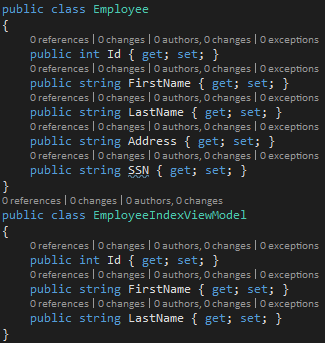 public class Employee
{
0 references | 0 changes | 0 authors, 0 changes | 0 exceptions
public int Id { get; set; }
0 references | 0 changes | 0 authors, 0 changes | 0 exceptions
public string FirstName { get; set; }
0 references | 0 changes | 0 authors, 0 changes | 0 exceptions
public string LastName { get; set; }
0 references | 0 changes | 0 authors, 0 changes | 0 exceptions
public string Address { get; set; }
0 references | 0 changes | 0 authors, 0 changes | 0 exceptions
public string SSN { get; set; }
}
0 references | 0 changes | 0 authors, 0 changes
public class EmployeeIndexViewModel
{
0 references | 0 changes | 0 authors, 0 changes | 0 exceptions
public int Id { get; set; }
0 references | 0 changes | 0 authors, 0 changes | 0 exceptions
public string FirstName { get; set; }
0 references | 0 changes | 0 authors, 0 changes | 0 exceptions
public string LastName { get; set; }
}